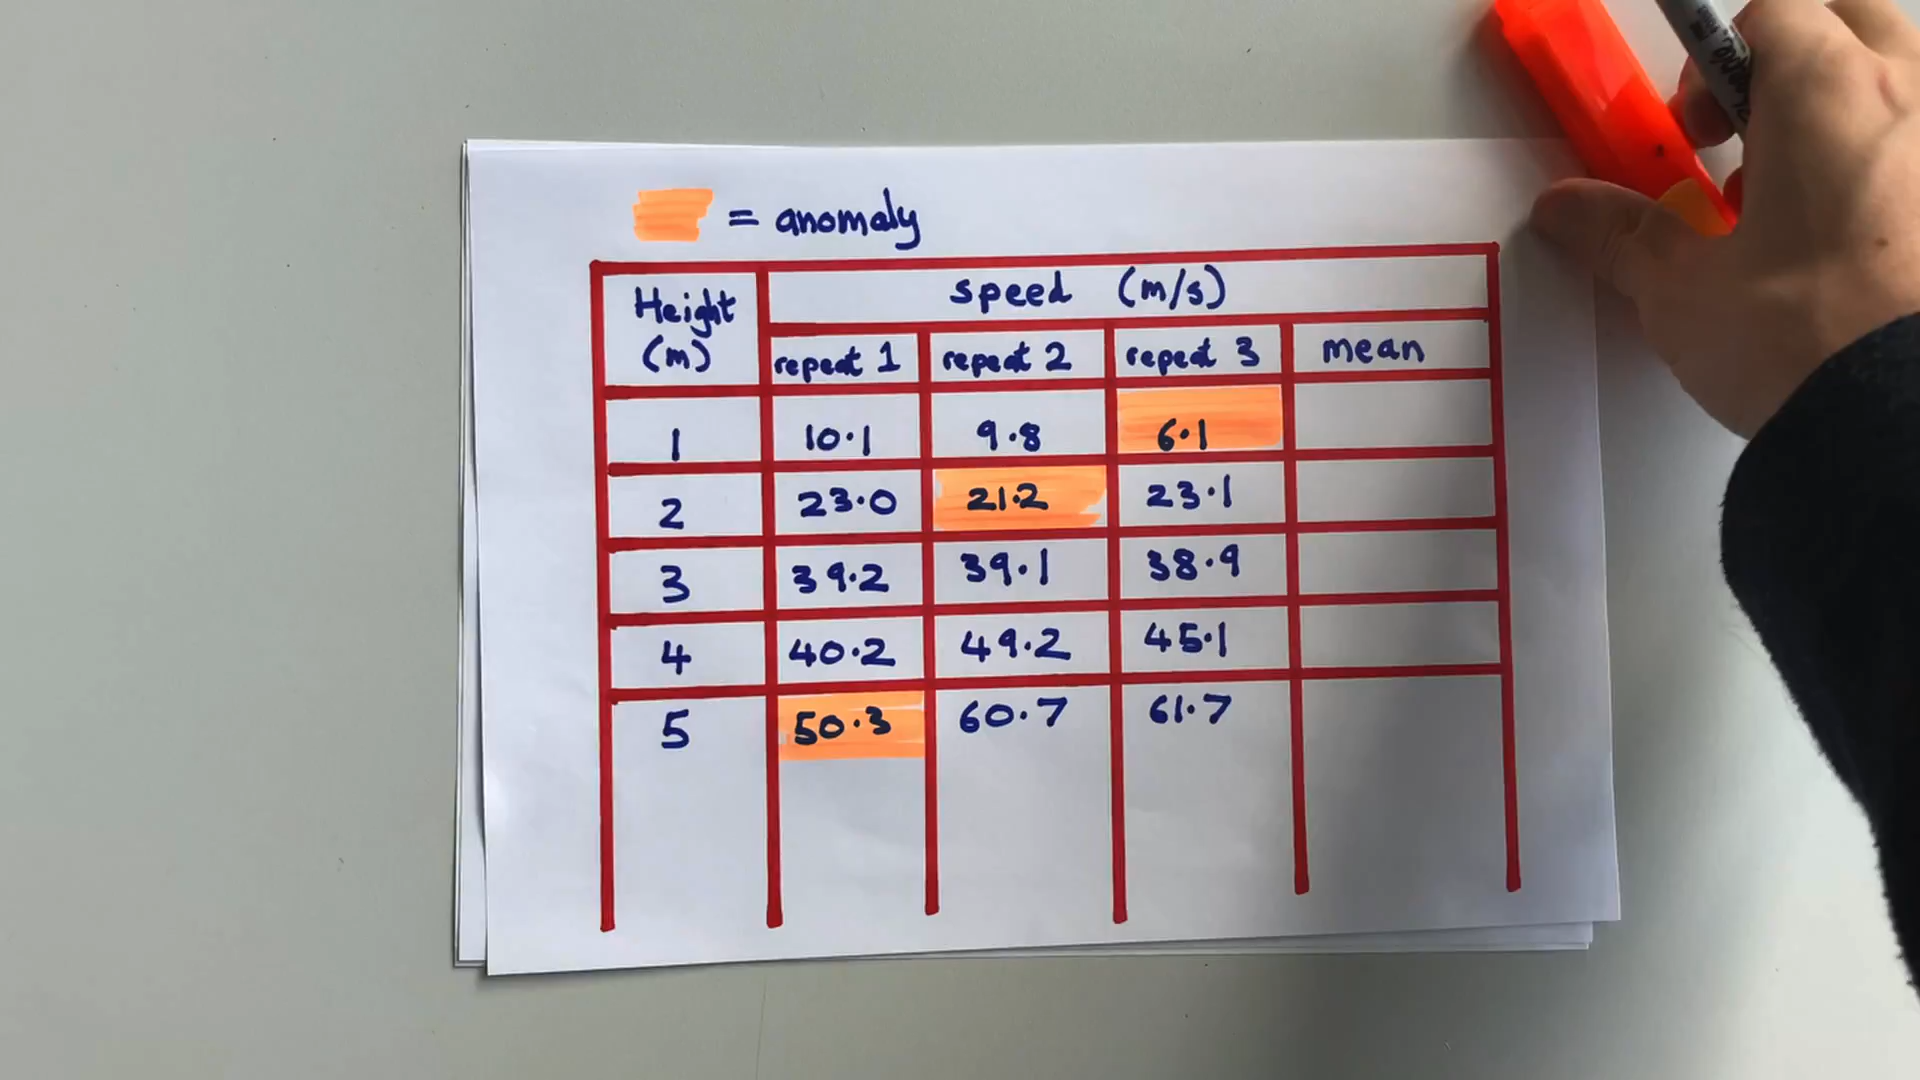 = anomaly
Height (m)
speed (m/s)
repeat 1 repeat 2 repeat 3 mean
1 10.1 9.8 6.1
2 23.0 21.2 23.1
3 39.2 39.1 38.9
4 40.2 49.2 45.1
5 50.3 60.7 61.7